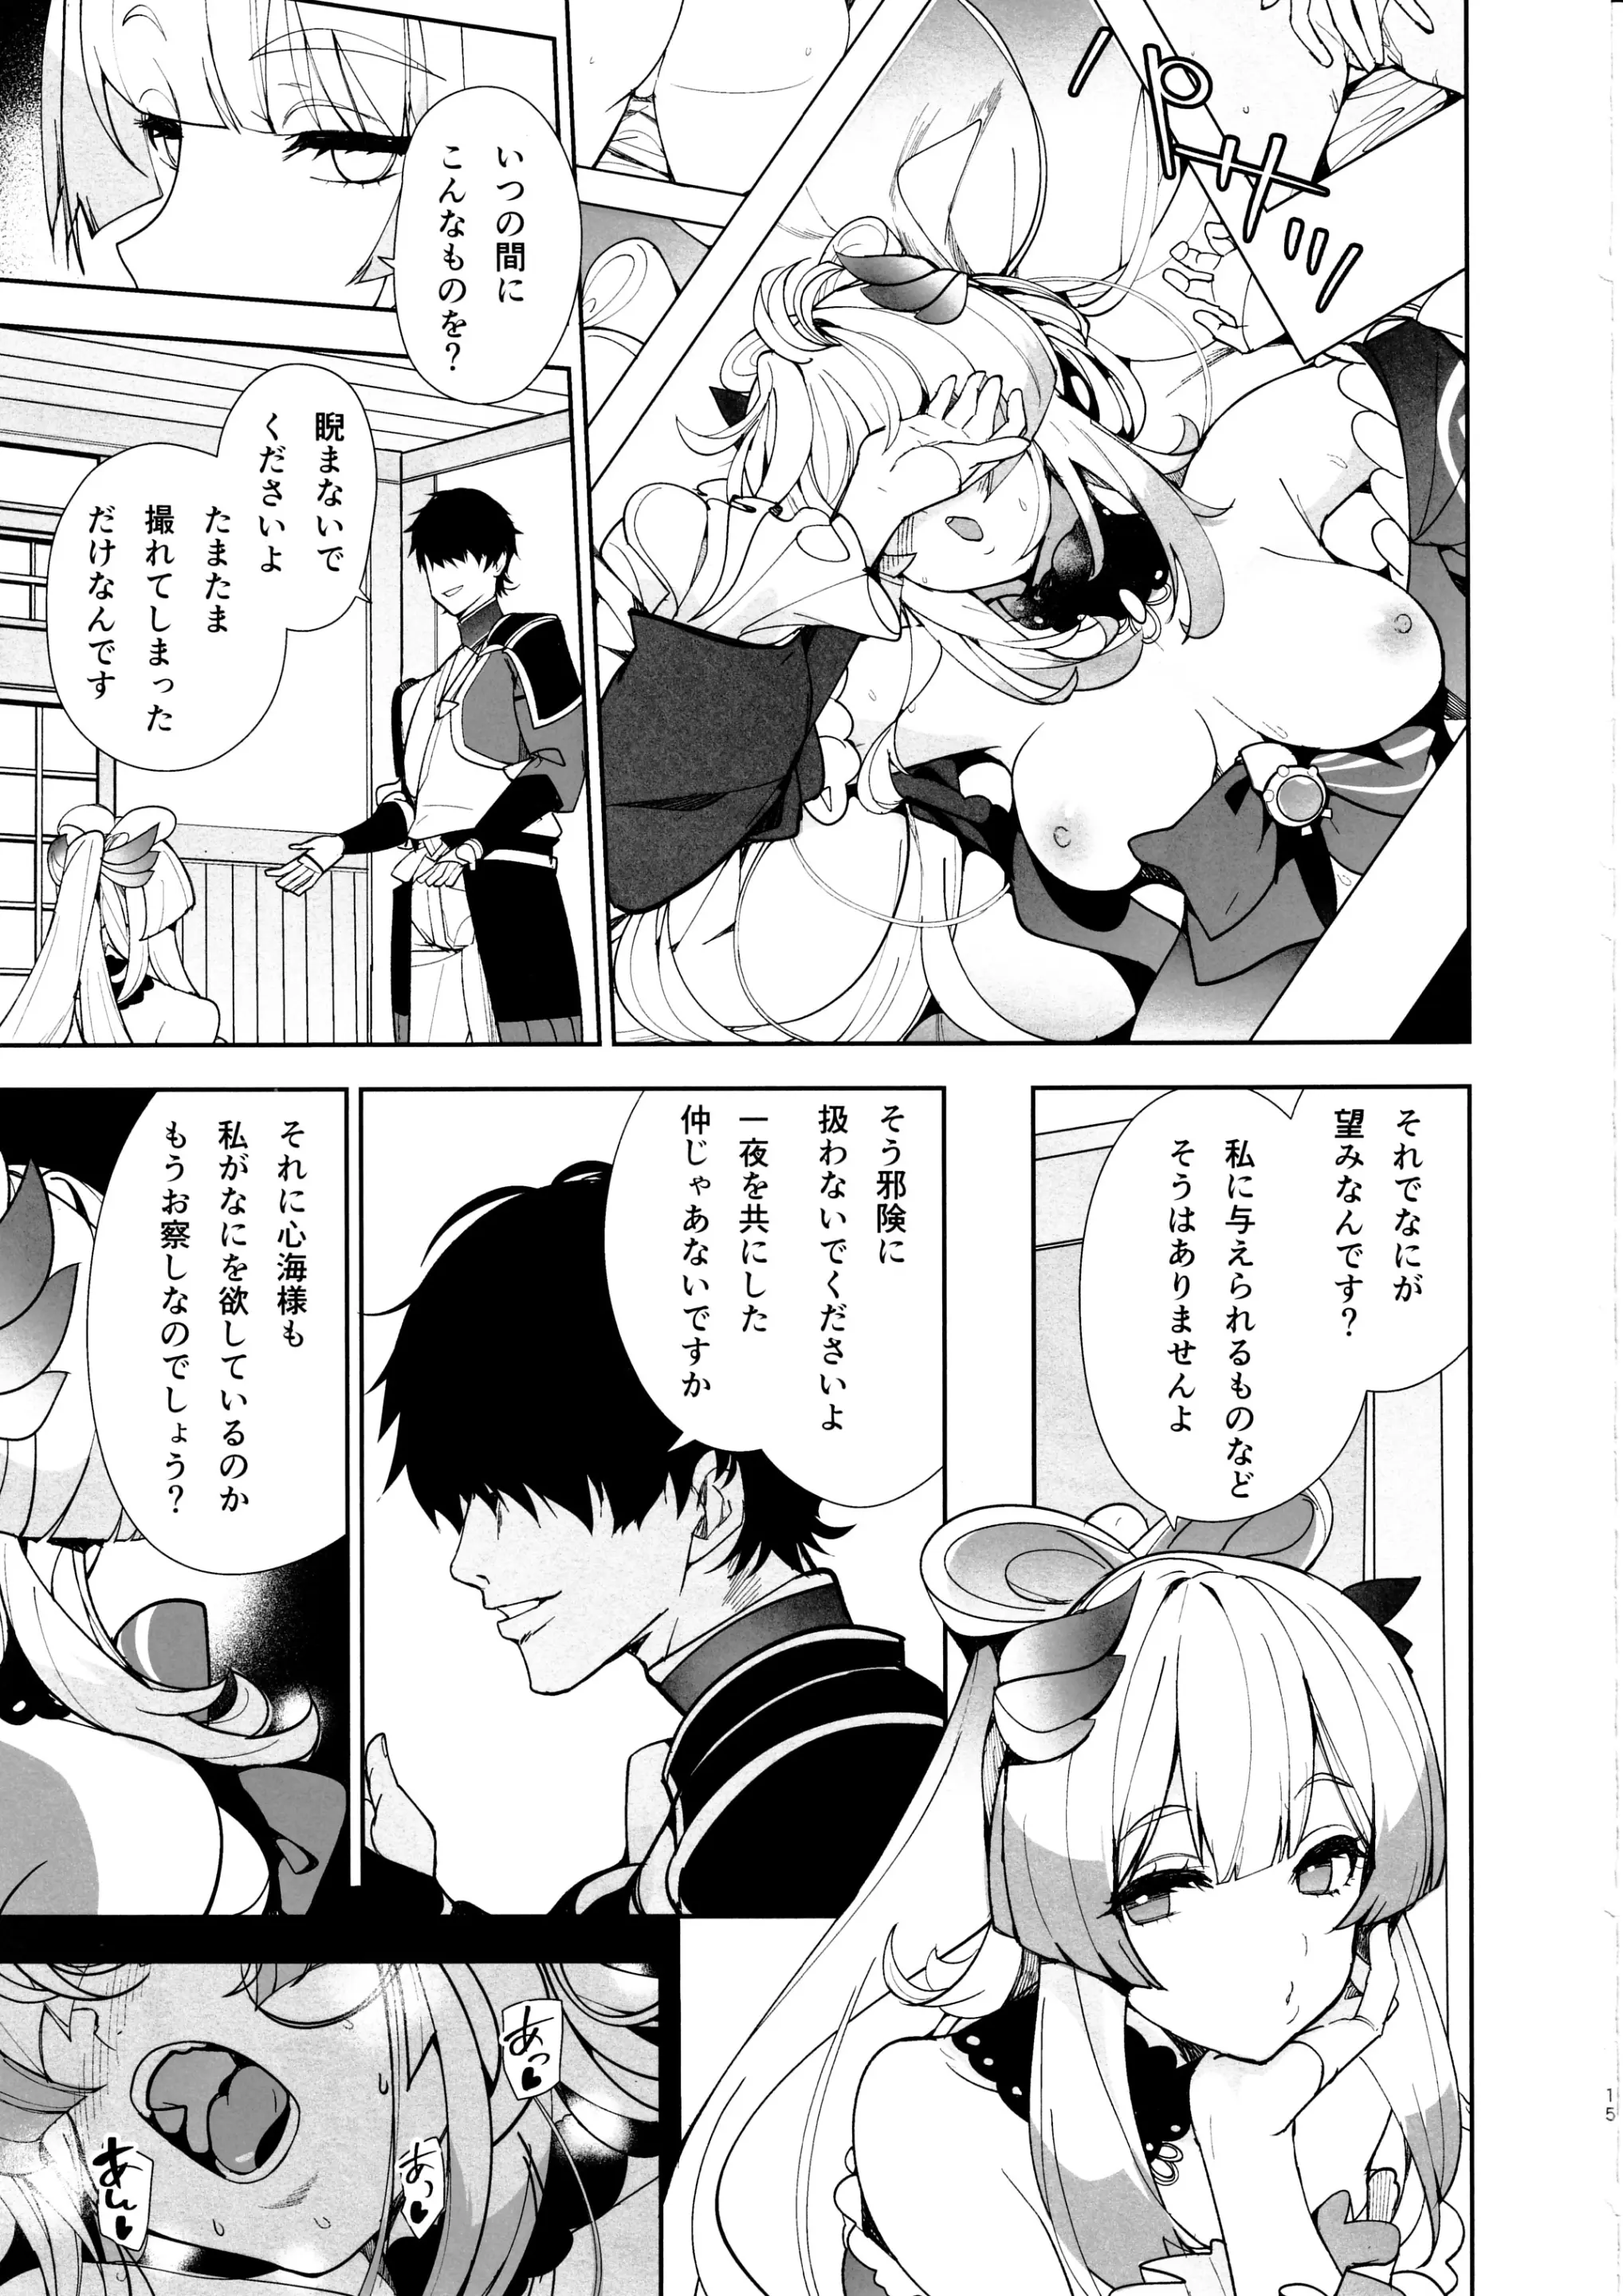 パサッ
いつの間に
こんなものを?
睨まないで
くださいよ
たまたま
撮れてしまった
だけなんです
それでなにが
望みなんです?
私に与えられるものなど
そうはありませんよ
そう邪険に
扱わないでくださいよ
一夜を共にした
仲じゃあないですか
それに心海様も
私がなにを欲しているのか
もうお察しなのでしょう?
あっ♥
あっ♥
あんっ♥
15